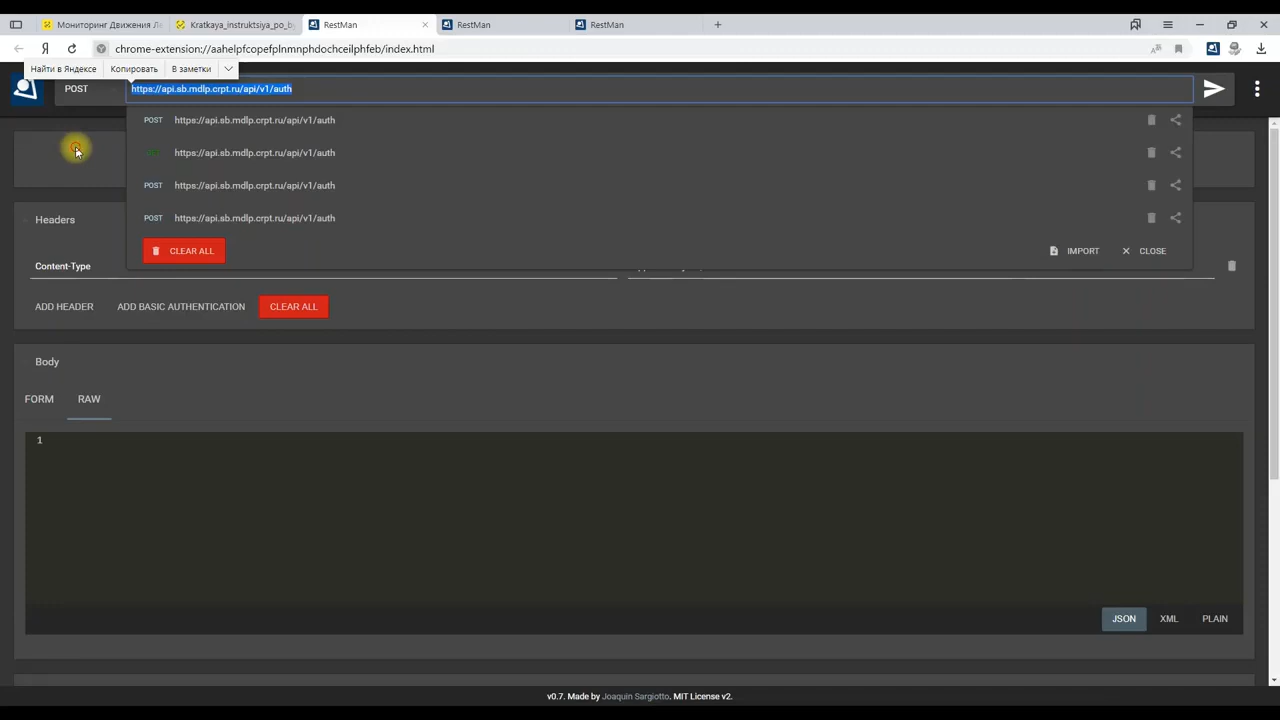 Мониторинг Движения Ле
Kratkaya_instruktsiya_po_b
RestMan
RestMan
RestMan
Я
chrome-extension://aahelpfcopefplnmnphdochceilphfeb/index.html
Найти в Яндексе
Копировать
В заметки
POST
https://api.sb.mdlp.crpt.ru/api/v1/auth
POST https://api.sb.mdlp.crpt.ru/api/v1/auth
https://api.sb.mdlp.crpt.ru/api/v1/auth
POST https://api.sb.mdlp.crpt.ru/api/v1/auth
POST https://api.sb.mdlp.crpt.ru/api/v1/auth
CLEAR ALL
IMPORT
CLOSE
Headers
Content-Type
ADD HEADER
ADD BASIC AUTHENTICATION
CLEAR ALL
Body
FORM
RAW
1
JSON
XML
PLAIN
v0.7. Made by Joaquin Sargiotto. MIT License v2.